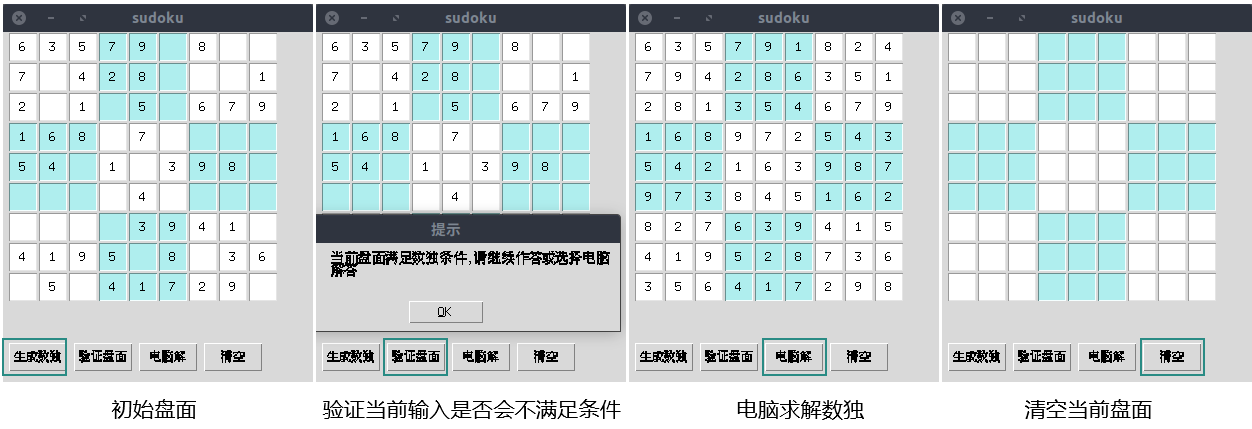 sudoku
6 3 5 7 9 8
7 4 2 8 1
2 1 5 6 7 9
1 6 8 7
5 4 1 3 9 8
4
3 9 4 1
4 1 9 5 8 3 6
5 4 1 7 2 9
生成数独 验证盘面 电脑解 清空
初始盘面
sudoku
6 3 5 7 9 8
7 4 2 8 1
2 1 5 6 7 9
1 6 8 7
5 4 1 3 9 8
4
提示
当前盘面满足数独条件,请继续作答或选择电脑
解答
OK
生成数独 验证盘面 电脑解 清空
验证当前输入是否会不满足条件
sudoku
6 3 5 7 9 1 8 2 4
7 9 4 2 8 6 3 5 1
2 8 1 3 5 4 6 7 9
1 6 8 9 7 2 5 4 3
5 4 2 1 6 3 9 8 7
9 7 3 8 4 5 1 6 2
8 2 7 6 3 9 4 1 5
4 1 9 5 2 8 7 3 6
3 5 6 4 1 7 2 9 8
生成数独 验证盘面 电脑解 清空
电脑求解数独
sudoku
生成数独 验证盘面 电脑解 清空
清空当前盘面